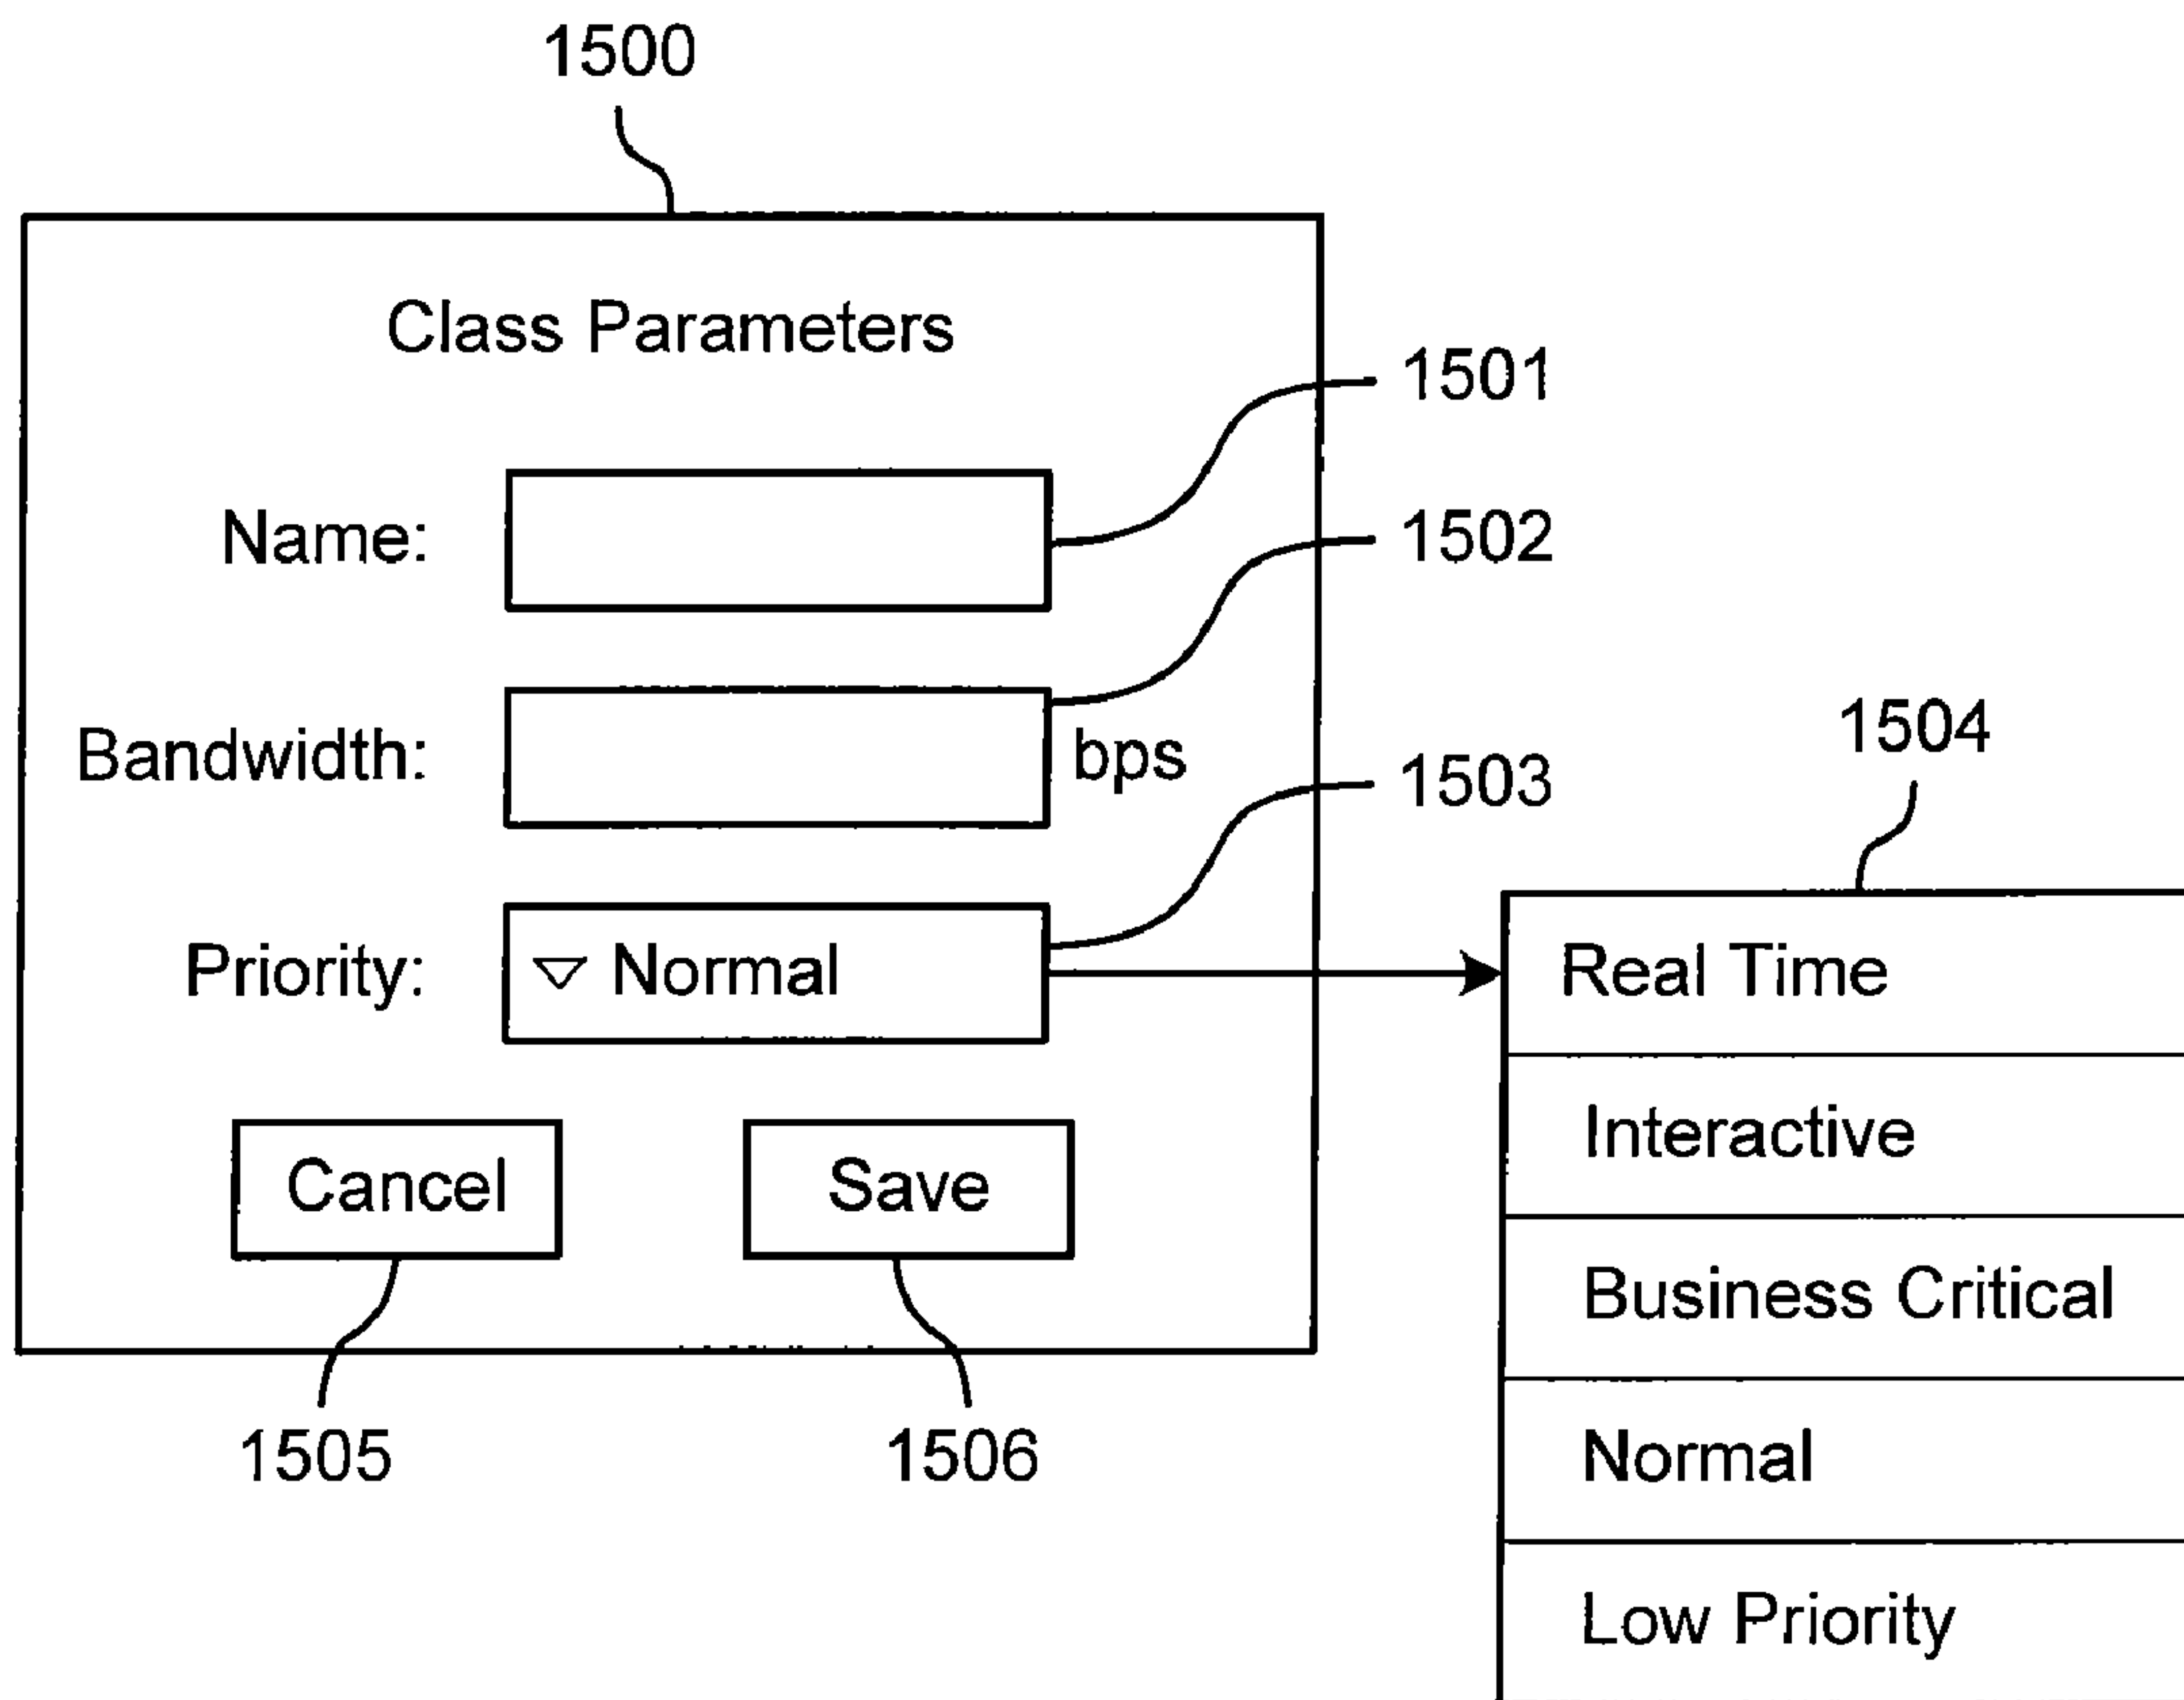 1500
Class Parameters
1501
Name:
1502
Bandwidth:
bps
1503
1504
Priority:
Normal
Real Time
Interactive
Cancel
Save
Business Critical
1505
1506
Normal
Low Priority